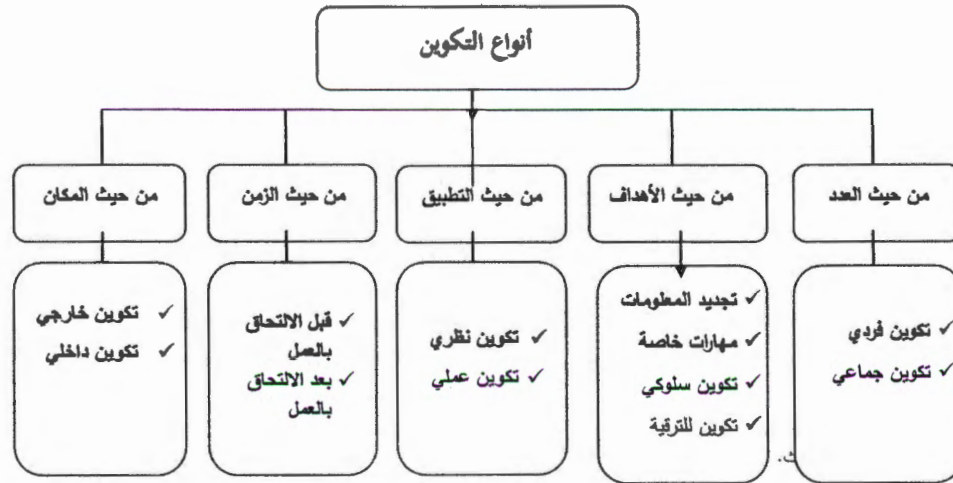 أنواع التكوين
من حيث العدد
من حيث الأهداف
من حيث التطبيق
من حيث الزمن
من حيث المكان
✓ تكوين فردي
✓ تكوين جماعي
✓ تجديد المعلومات
✓ مهارات خاصة
✓ تكوين سلوكي
✓ تكوين للترقية
✓ تكوين نظري
✓ تكوين عملي
✓ قبل الالتحاق
بالعمل
✓ بعد الالتحاق
بالعمل
✓ تكوين خارجي
✓ تكوين داخلي